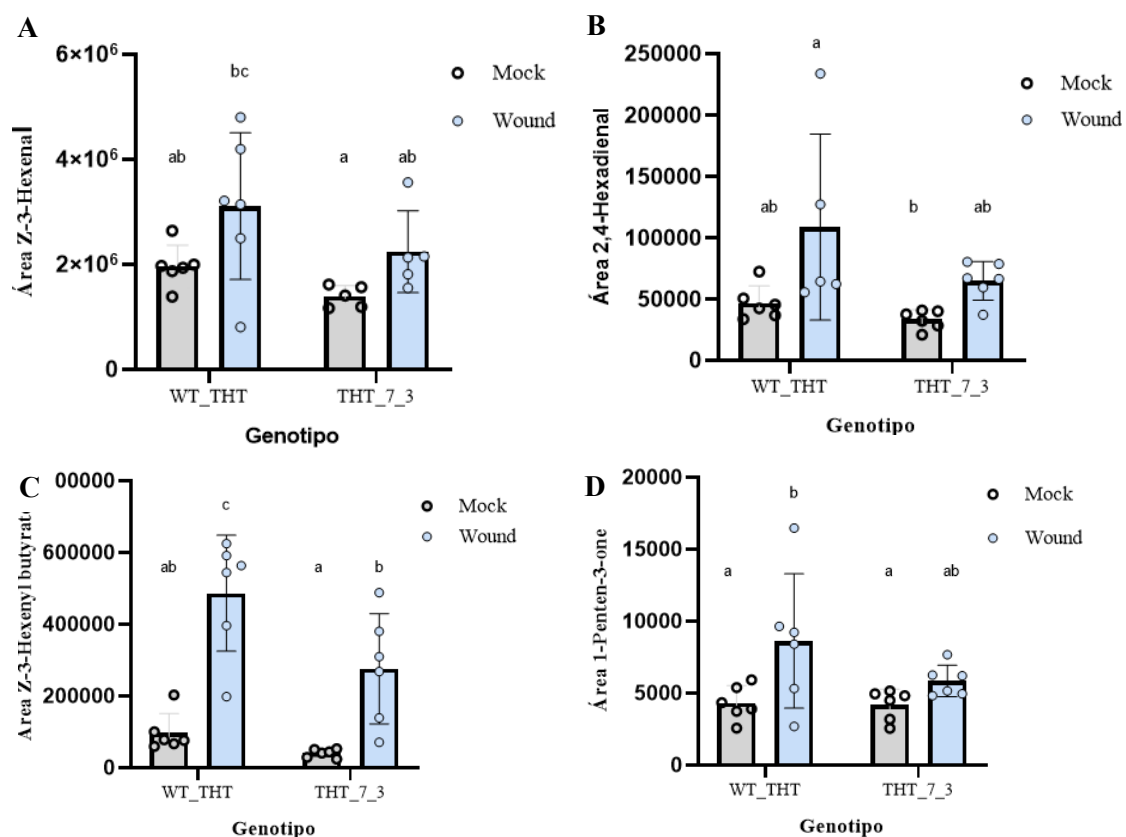 A
6×10⁶
4×10⁶
2×10⁶
0
Área Z-3-Hexenal
ab
bc
a
ab
Mock
Wound
WT_THT
THT_7_3
Genotipo
B
250000
200000
150000
100000
50000
0
Área 2,4-Hexadienal
ab
a
b
ab
Mock
Wound
WT_THT
THT_7_3
Genotipo
C
00000
600000
400000
200000
0
Área Z-3-Hexenyl butyrat
ab
c
a
b
Mock
Wound
WT_THT
THT_7_3
Genotipo
D
20000
15000
10000
5000
0
Área 1-Penten-3-one
a
b
a
ab
Mock
Wound
WT_THT
THT_7_3
Genotipo